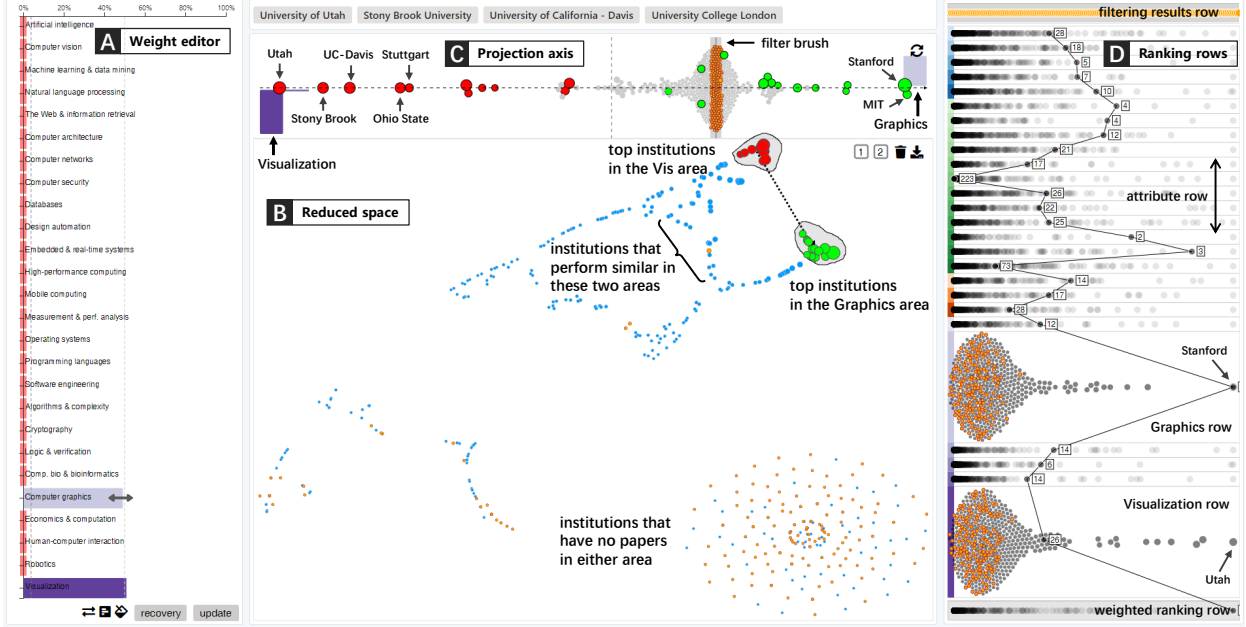 0% 20% 40% 60% 80% 100%
A Weight editor
Artificial intelligence
Computer vision
Machine learning & data mining
Natural language processing
The Web & information retrieval
Computer architecture
Computer networks
Computer security
Databases
Design automation
Embedded & real-time systems
High-performance computing
Mobile computing
Measurement & perf. analysis
Operating systems
Programming languages
Software engineering
Algorithms & complexity
Cryptography
Logic & verification
Comp. bio & bioinformatics
Computer graphics
Economics & computation
Human-computer interaction
Robotics
Visualization
recovery update
University of Utah Stony Brook University University of California - Davis University College London
C Projection axis
filter brush
Utah UC-Davis Stuttgart
Stony Brook Ohio State
Visualization
Stanford
MIT
Graphics
1 2
B Reduced space
top institutions
in the Vis area
institutions that
perform similar in
these two areas
top institutions
in the Graphics area
institutions that
have no papers
in either area
filtering results row
D Ranking rows
28
18
5
7
10
4
4
12
21
17
223
26
22
25
2
3
73
14
17
28
12
attribute row
Stanford
Graphics row
14
6
14
Visualization row
26
Utah
weighted ranking row